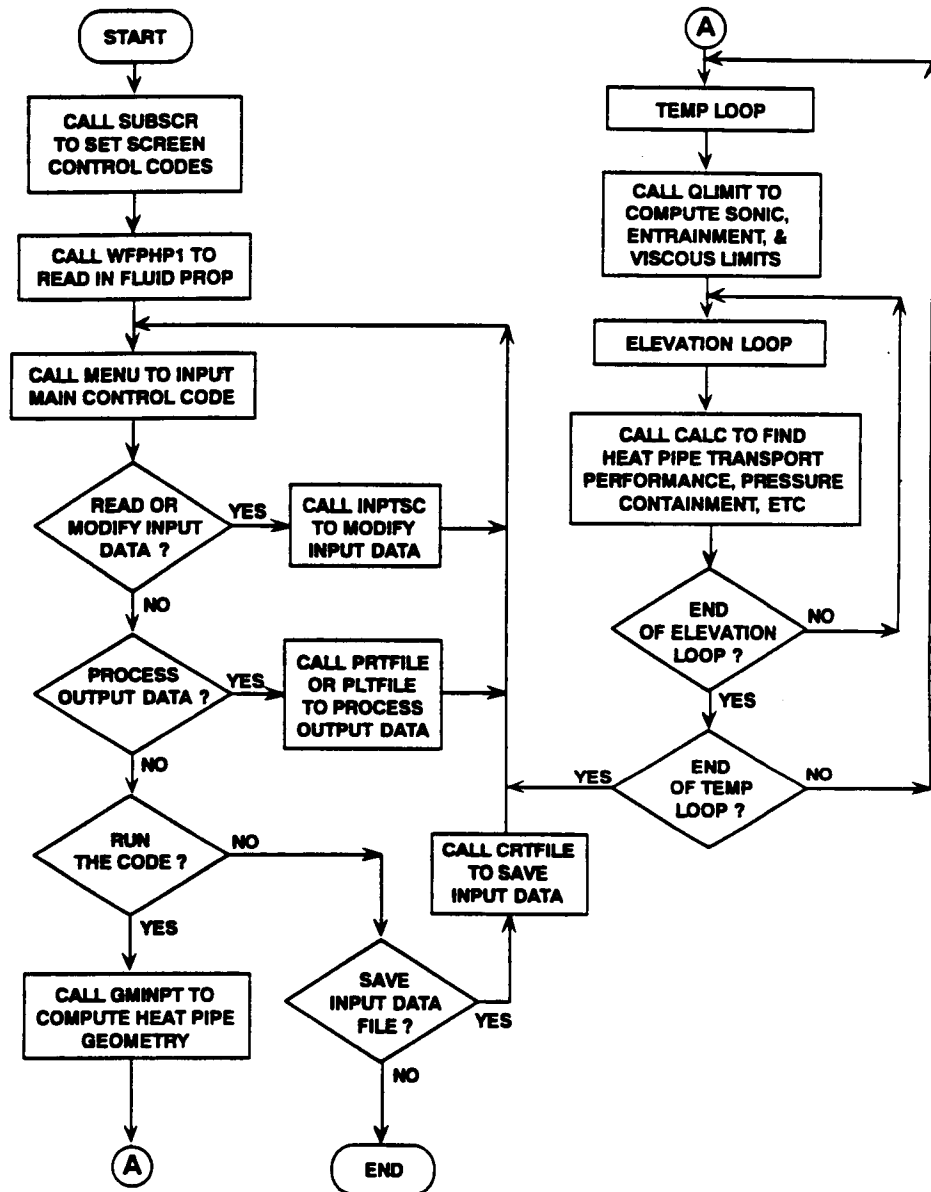 START
CALL SUBSCR
TO SET SCREEN
CONTROL CODES
CALL WFPHP1 TO
READ IN FLUID PROP
CALL MENU TO INPUT
MAIN CONTROL CODE
READ OR
MODIFY INPUT
DATA ?
YES
CALL INPTSC
TO MODIFY
INPUT DATA
NO
PROCESS
OUTPUT DATA ?
YES
CALL PRTFILE
OR PLTFILE
TO PROCESS
OUTPUT DATA
NO
RUN
THE CODE ?
NO
YES
CALL GMINPT TO
COMPUTE HEAT PIPE
GEOMETRY
A
SAVE
INPUT DATA
FILE ?
YES
CALL CRTFILE
TO SAVE
INPUT DATA
NO
END
A
TEMP LOOP
CALL QLIMIT TO
COMPUTE SONIC,
ENTRAINMENT, &
VISCOUS LIMITS
ELEVATION LOOP
CALL CALC TO FIND
HEAT PIPE TRANSPORT
PERFORMANCE, PRESSURE
CONTAINMENT, ETC
END
OF ELEVATION
LOOP ?
NO
YES
END
OF TEMP
LOOP ?
YES
NO